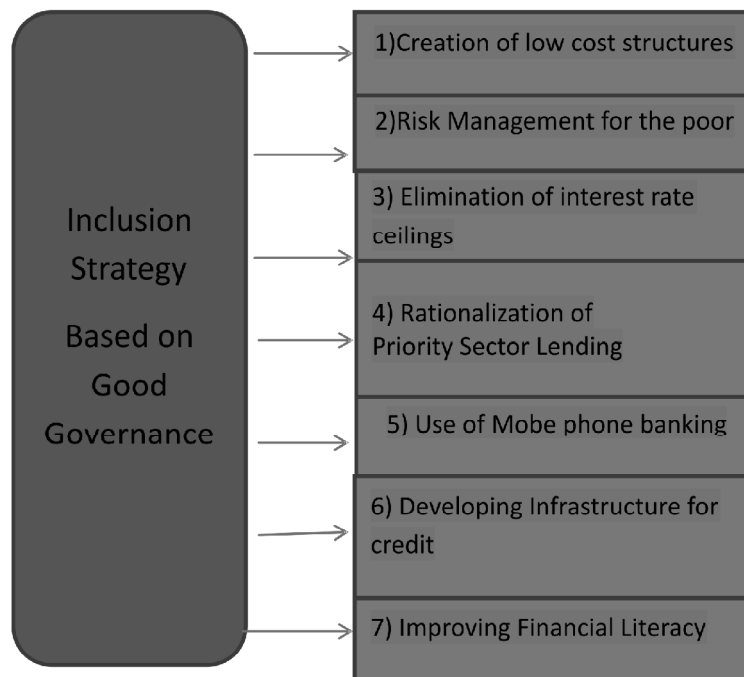 Inclusion
Strategy
Based on
Good
Governance
1)Creation of low cost structures
2)Risk Management for the poor
3) Elimination of interest rate
ceilings
4) Rationalization of
Priority Sector Lending
5) Use of Mobe phone banking
6) Developing Infrastructure for
credit
7) Improving Financial Literacy